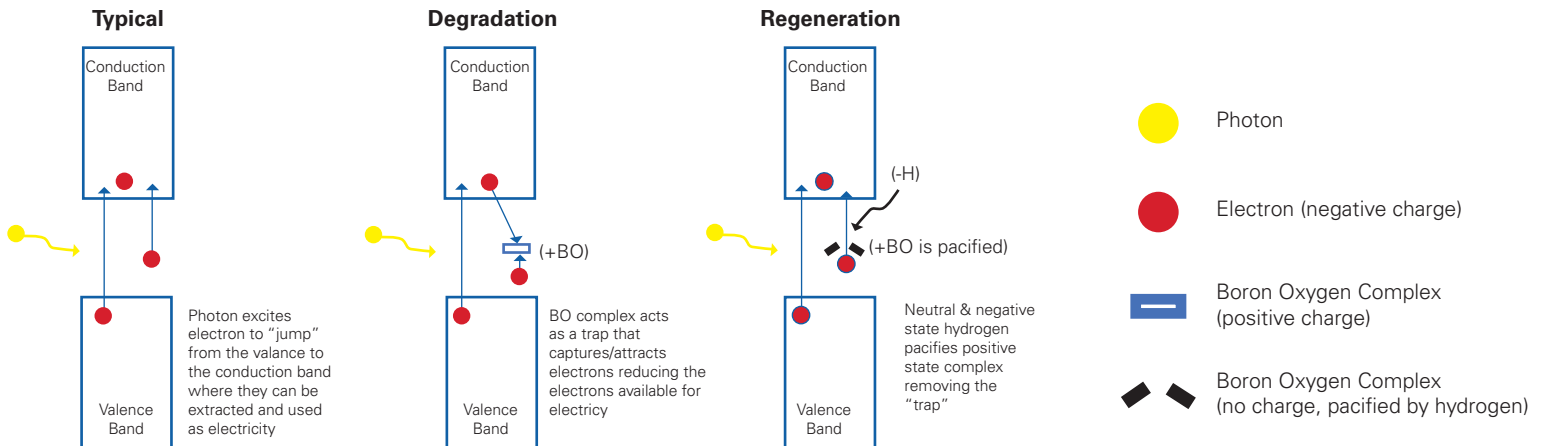 Typical
Conduction
Band
Photon excites
electron to “jump”
from the valance to
the conduction band
where they can be
extracted and used
as electricity
Valence
Band
Degradation
Conduction
Band
(+BO)
BO complex acts
as a trap that
captures/attracts
electrons reducing the
electrons available for
electricy
Valence
Band
Regeneration
Conduction
Band
(-H)
(+BO is pacified)
Neutral & negative
state hydrogen
pacifies positive
state complex
removing the
“trap”
Valence
Band
Photon
Electron (negative charge)
Boron Oxygen Complex
(positive charge)
Boron Oxygen Complex
(no charge, pacified by hydrogen)